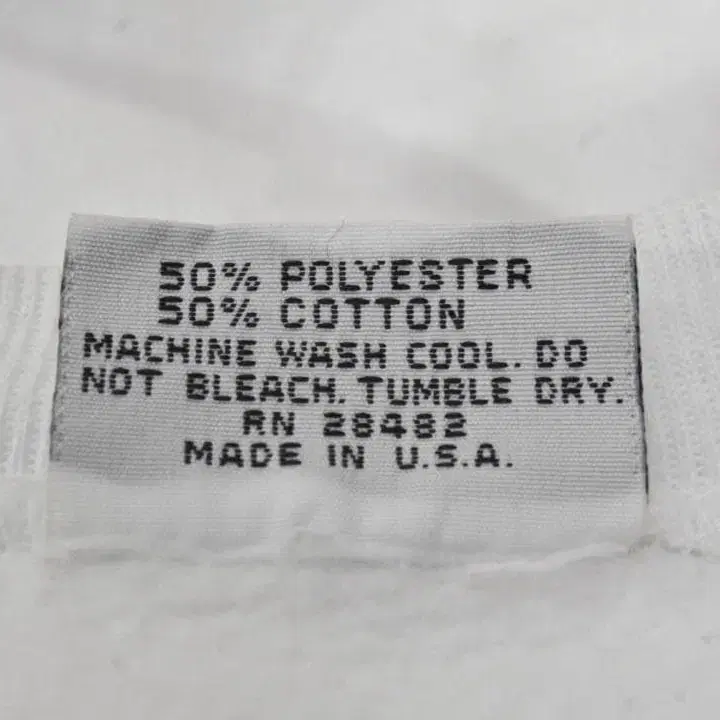 50% POLYESTER
50% COTTON
MACHINE WASH COOL. DO
NOT BLEACH. TUMBLE DRY.
RN 28482
MADE IN U.S.A.